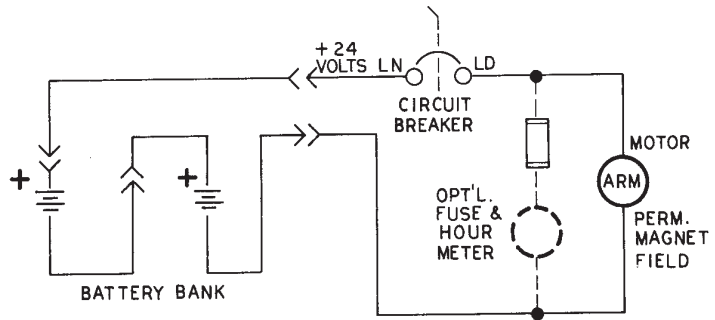 + 24
VOLTS LN
LD
CIRCUIT
BREAKER
MOTOR
ARM
+
+
OPT'L.
FUSE &
HOUR
METER
PERM.
MAGNET
FIELD
BATTERY BANK